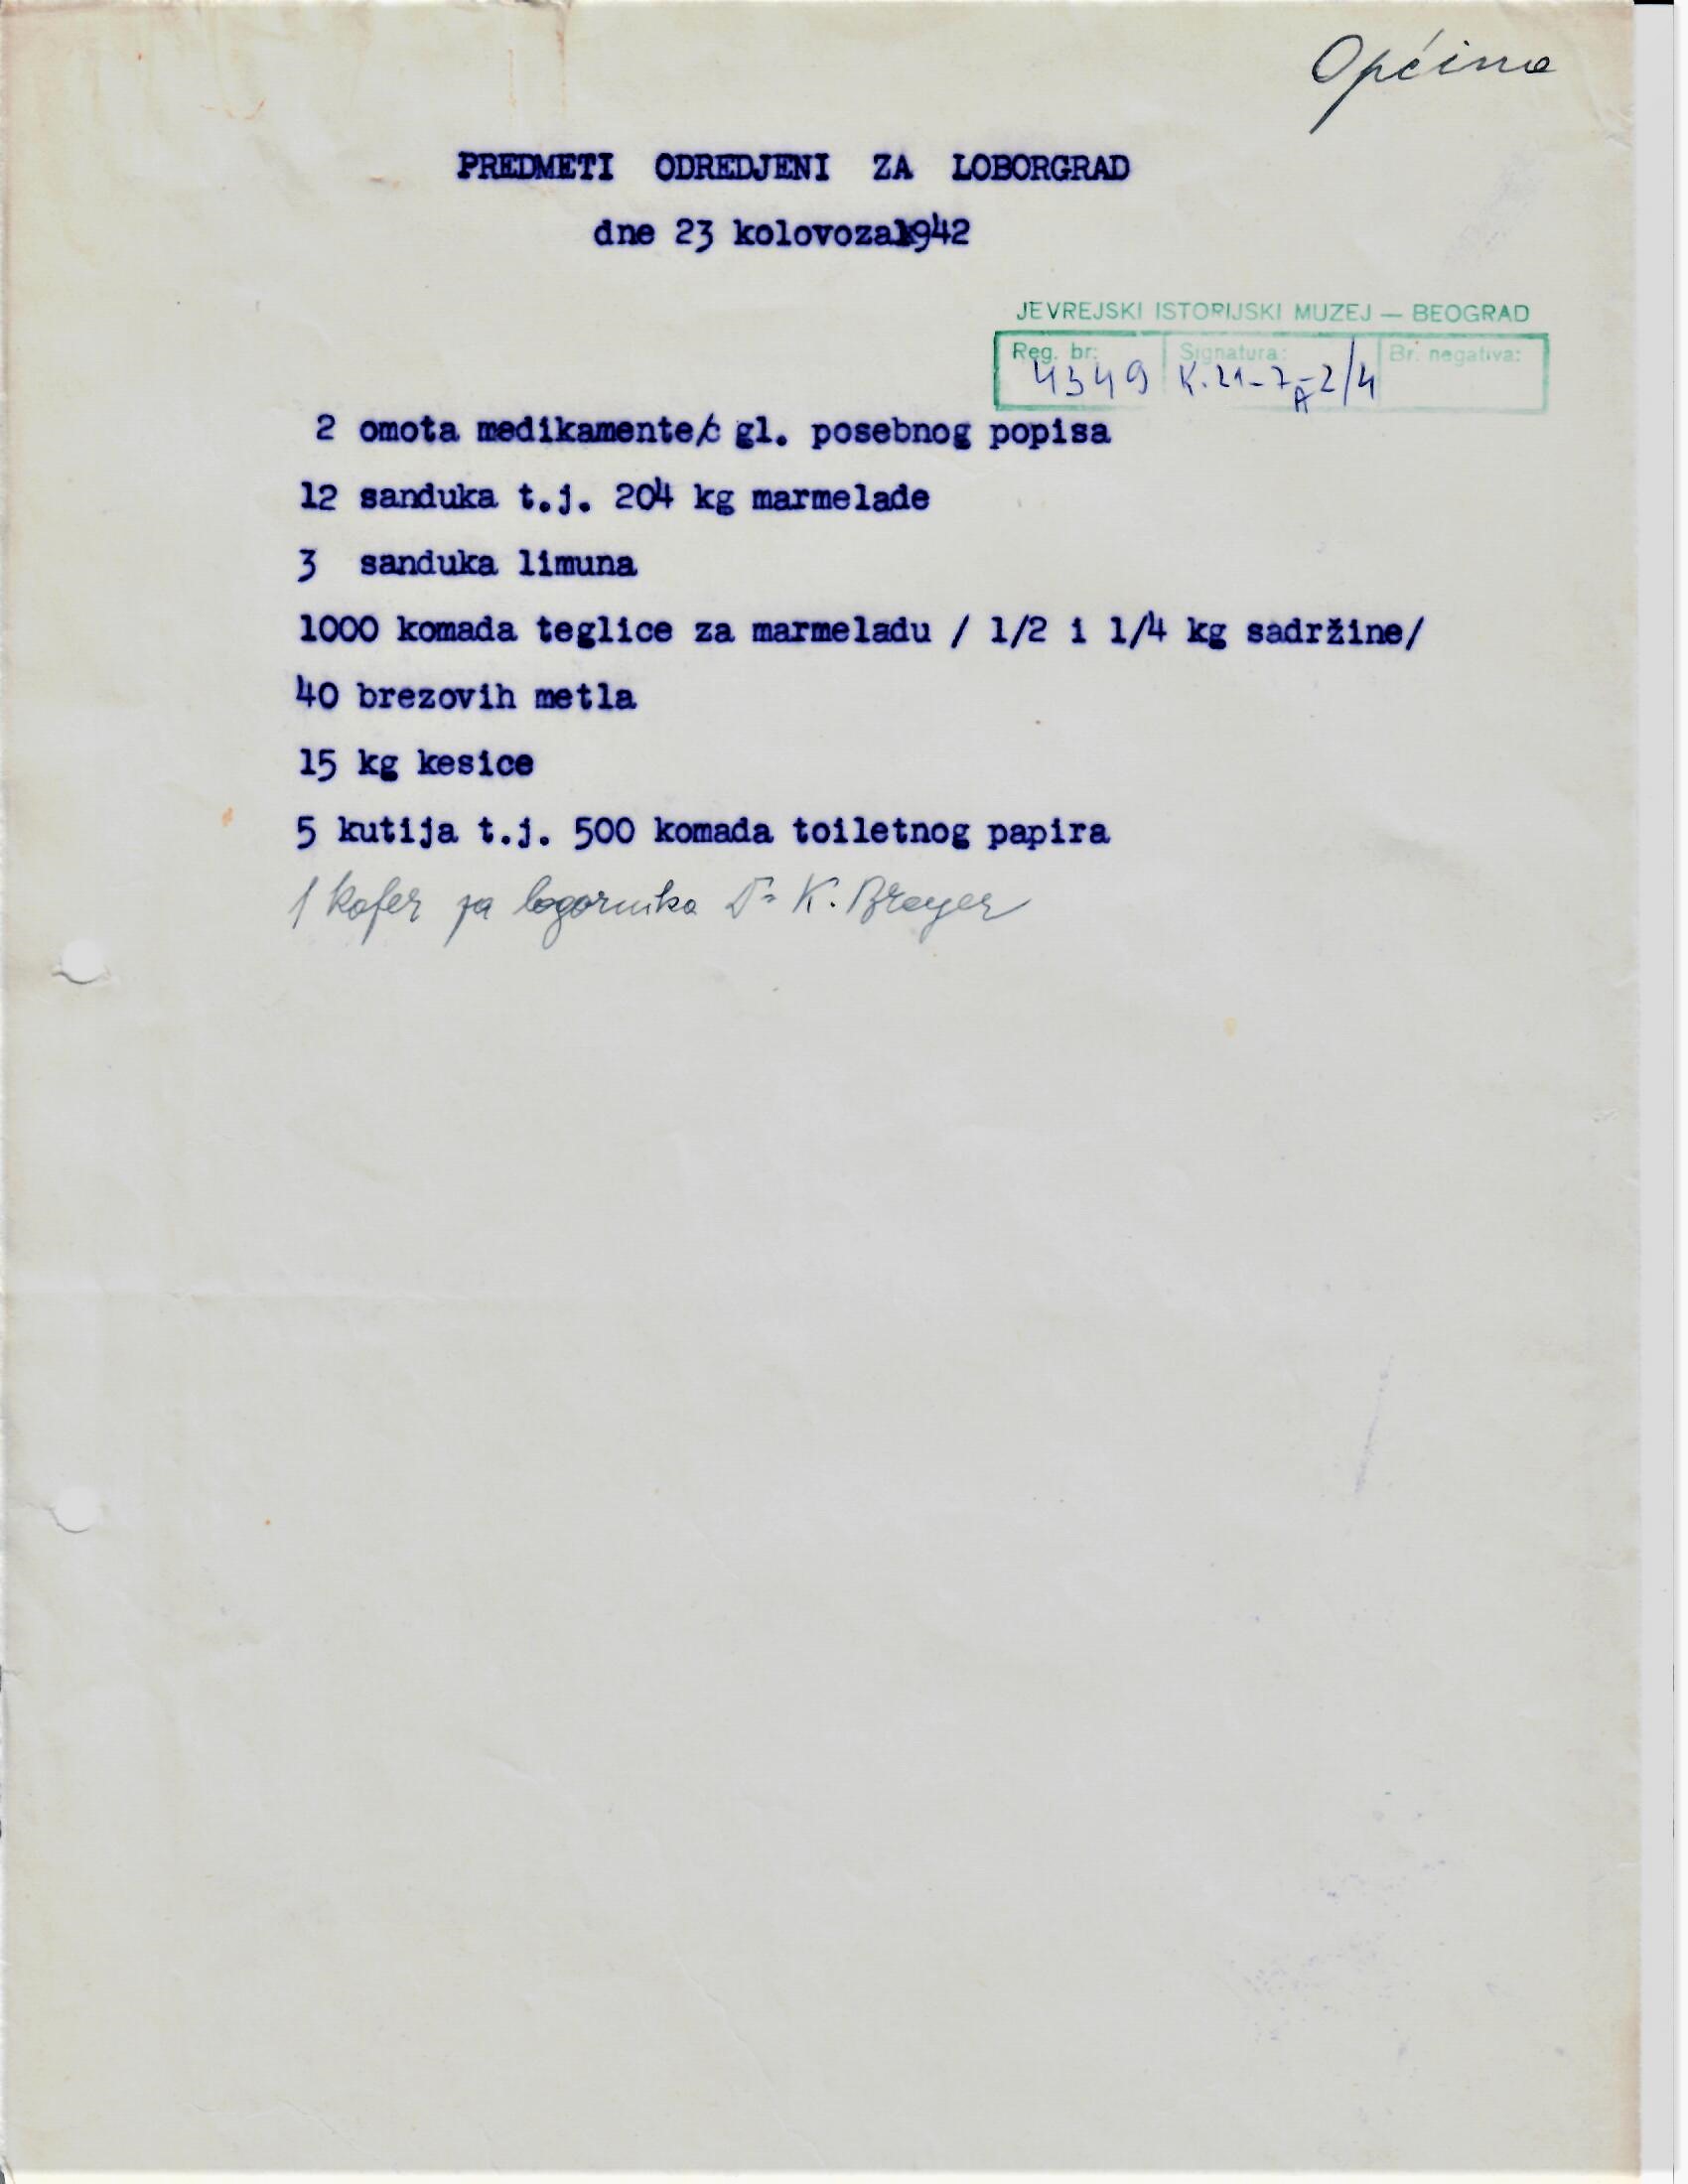 Općina
PREDMETI ODREDJENI ZA LOBORGRAD
dne 23 kolovoza 1942
JEVREJSKI ISTORIJSKI MUZEJ — BEOGRAD
Reg. br: Signatura: Br. negativa:
4349 K.21-7A-2/4
2 omota medikamente/ gl. posebnog popisa
12 sanduka t.j. 204 kg marmelade
3 sanduka limuna
1000 komada teglice za marmeladu / 1/2 i 1/4 kg sadržine/
40 brezovih metla
15 kg kesice
5 kutija t.j. 500 komada toiletnog papira
1 kofer za logornika Dr K. Breyer